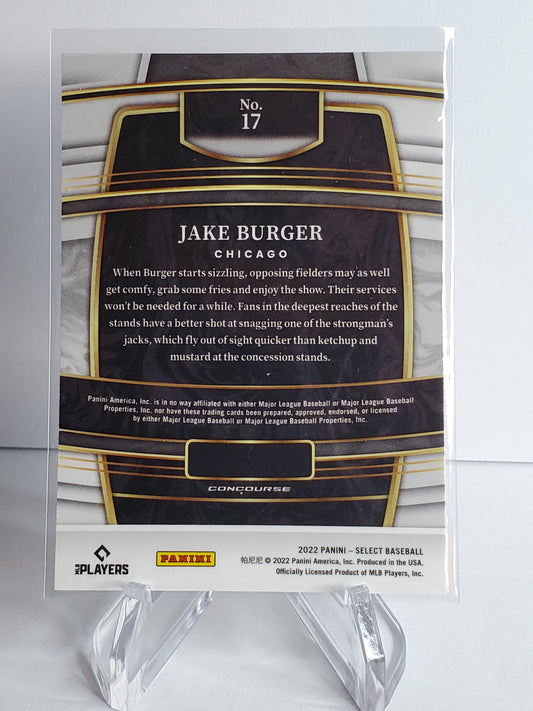 No.
17
JAKE BURGER
CHICAGO
When Burger starts sizzling, opposing fielders may as well
get comfy, grab some fries and enjoy the show. Their services
won't be needed for a while. Fans in the deepest reaches of the
stands have a better shot at snagging one of the strongman's
jacks, which fly out of sight quicker than ketchup and
mustard at the concession stands.
Panini America, Inc. is in no way affiliated with either Major League Baseball or Major League Baseball
Properties, Inc. nor have these trading cards been prepared, approved, endorsed, or licensed
by either Major League Baseball or Major League Baseball Properties, Inc.
CONCOURSE
MLB PLAYERS
PANINI
2022 PANINI – SELECT BASEBALL
帕尼尼 © 2022 Panini America, Inc. Produced in the USA.
Officially Licensed Product of MLB Players, Inc.